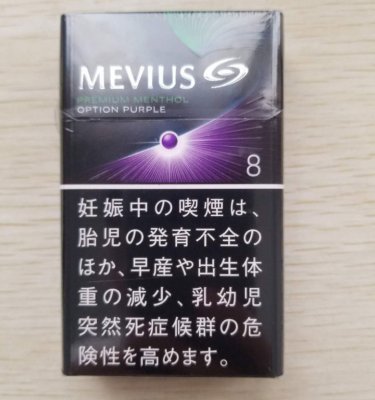 MEVIUS
PREMIUM MENTHOL
OPTION PURPLE
8
妊娠中の喫煙は、
胎児の発育不全の
ほか、早産や出生体
重の減少、乳幼児
突然死症候群の危
険性を高めます。